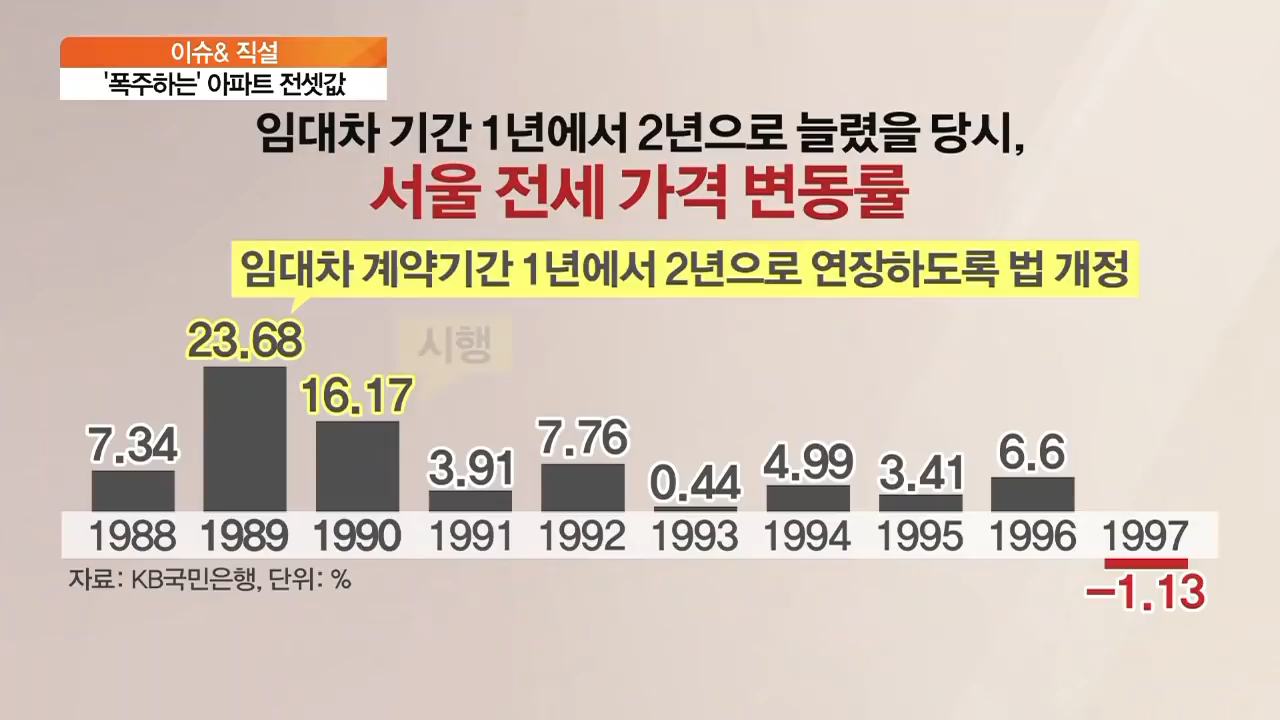 이슈& 직설
'폭주하는' 아파트 전셋값
임대차 기간 1년에서 2년으로 늘렸을 당시,
서울 전세 가격 변동률
임대차 계약기간 1년에서 2년으로 연장하도록 법 개정
시행
23.68
16.17
7.34
3.91
7.76
0.44
4.99
3.41
6.6
1988 1989 1990 1991 1992 1993 1994 1995 1996 1997
-1.13
자료: KB국민은행, 단위: %